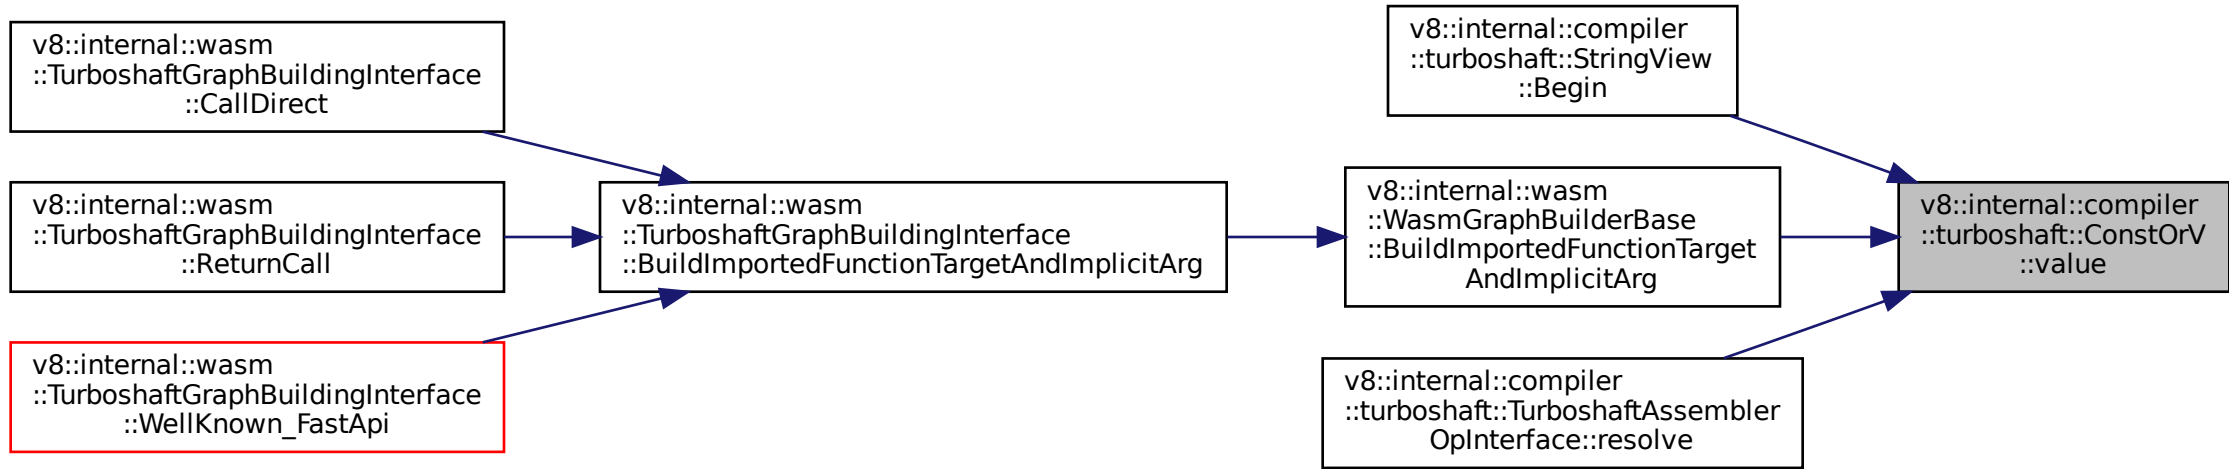 v8::internal::wasm
::TurboshaftGraphBuildingInterface
::CallDirect
v8::internal::wasm
::TurboshaftGraphBuildingInterface
::ReturnCall
v8::internal::wasm
::TurboshaftGraphBuildingInterface
::WellKnown_FastApi
v8::internal::wasm
::TurboshaftGraphBuildingInterface
::BuildImportedFunctionTargetAndImplicitArg
v8::internal::compiler
::turboshaft::StringView
::Begin
v8::internal::wasm
::WasmGraphBuilderBase
::BuildImportedFunctionTarget
AndImplicitArg
v8::internal::compiler
::turboshaft::TurboshaftAssembler
OpInterface::resolve
v8::internal::compiler
::turboshaft::ConstOrV
::value